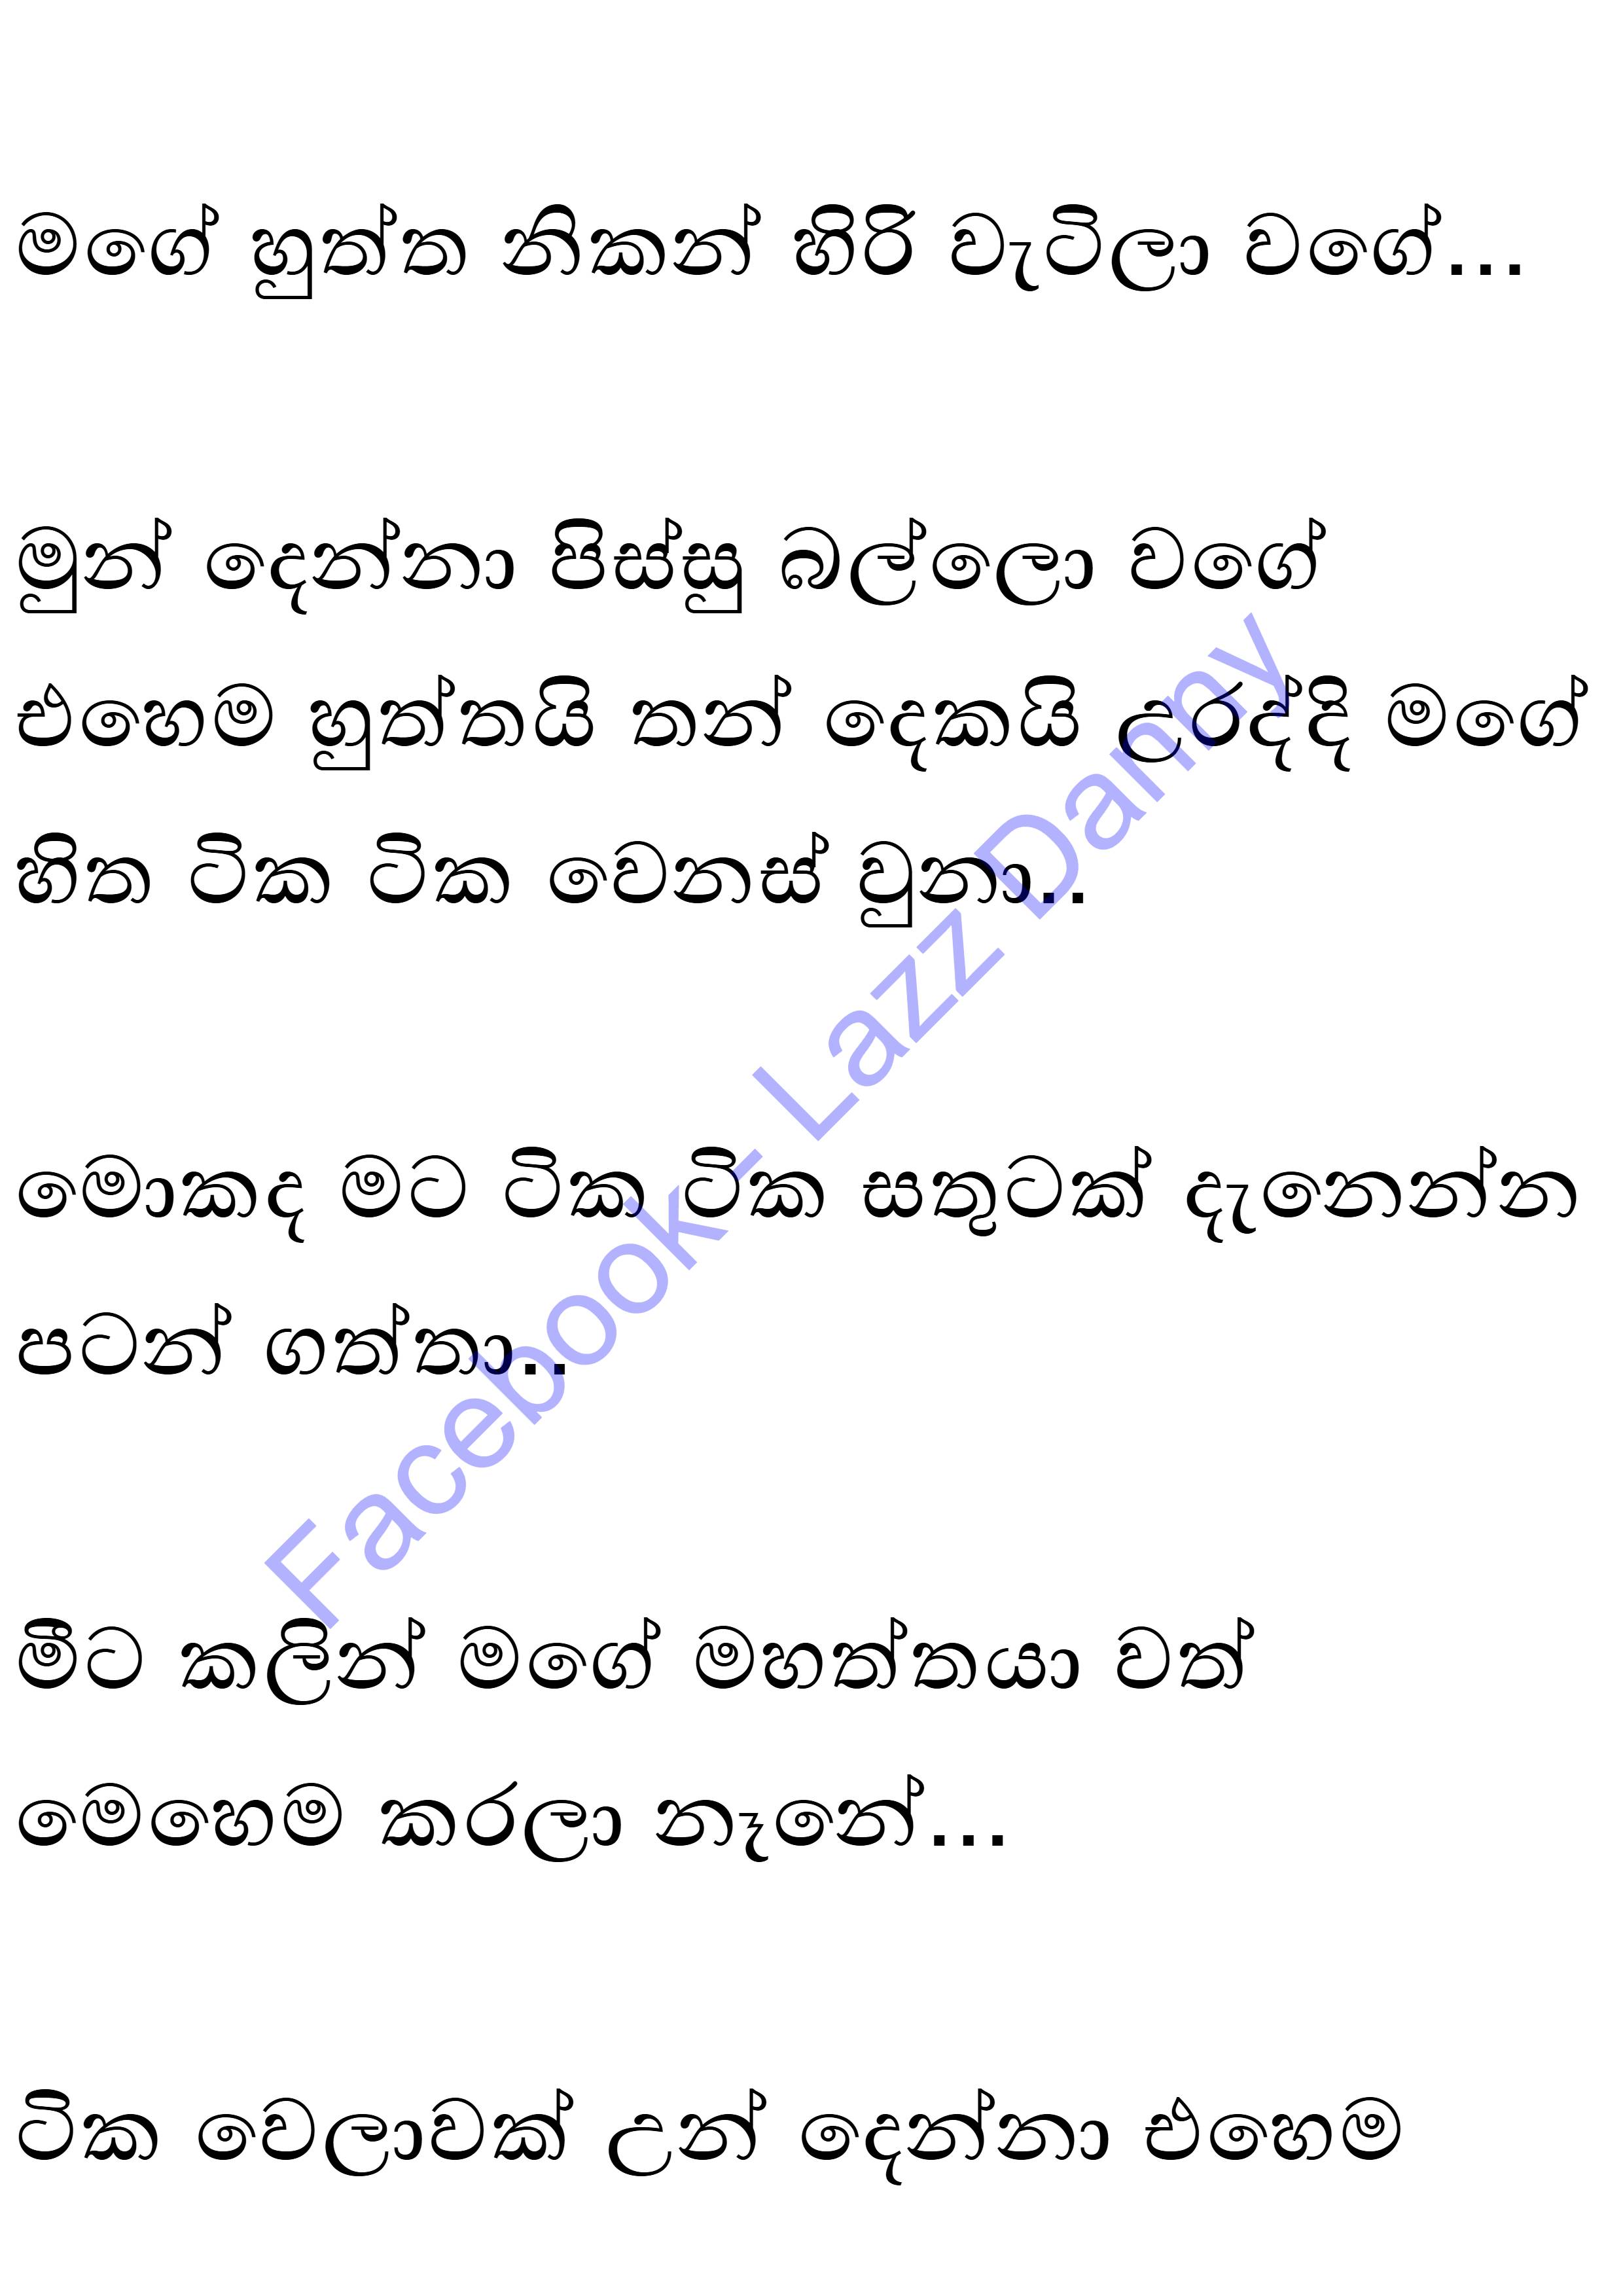 මගේ හුත්ත නිකන් හිරි වැටිලා වගේ...
මුන් දෙන්නා පිස්සු බල්ලො වගේ
එහෙම හුත්තයි තන් දෙකයි උරද්දි මගේ
හිත ටික ටික වෙනස් වුනා..
මොකද මට ටික ටික සතුටක් දැනෙන්න
පටන් ගත්තා..
මීට කලින් මගේ මහත්තයා වත්
මෙහෙම කරලා නෑනේ...
ටික වෙලාවක් උන් දෙන්නා එහෙම
Facebook- Lazz Danny